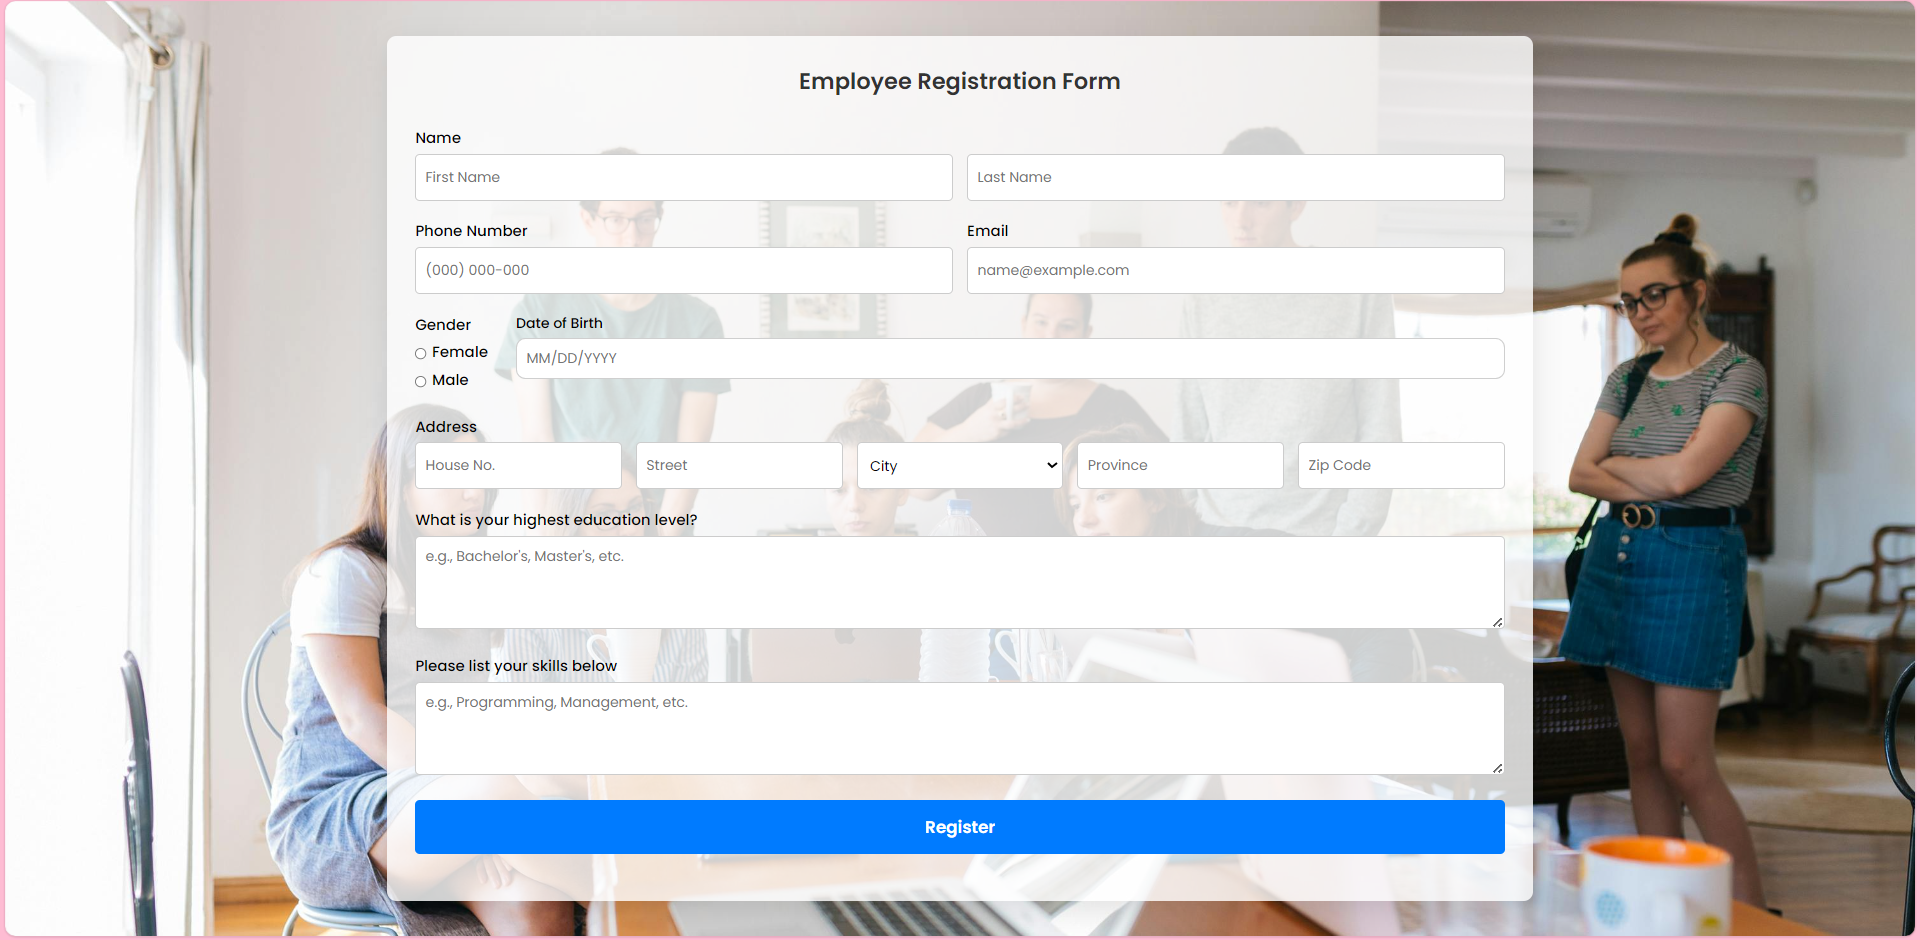 Employee Registration Form
Name
First Name
Last Name
Phone Number
Email
(000) 000-000
name@example.com
Gender
Date of Birth
Female
MM/DD/YYYY
Male
Address
House No.
Street
City
Province
Zip Code
What is your highest education level?
e.g., Bachelor's, Master's, etc.
Please list your skills below
e.g., Programming, Management, etc.
Register